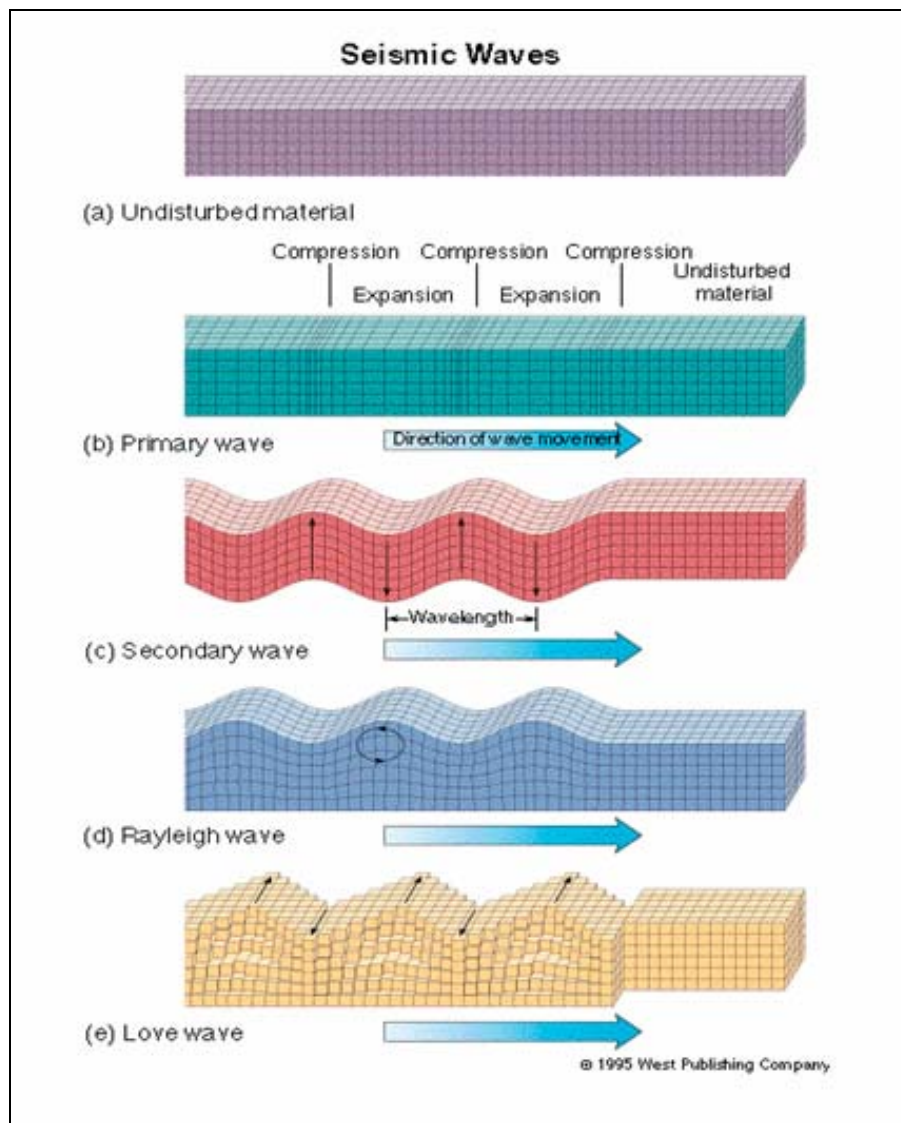 Seismic Waves
(a) Undisturbed material
Compression Compression Compression
Expansion Expansion
Undisturbed
material
(b) Primary wave
Direction of wave movement
Wavelength
(c) Secondary wave
(d) Rayleigh wave
(e) Love wave
© 1995 West Publishing Company